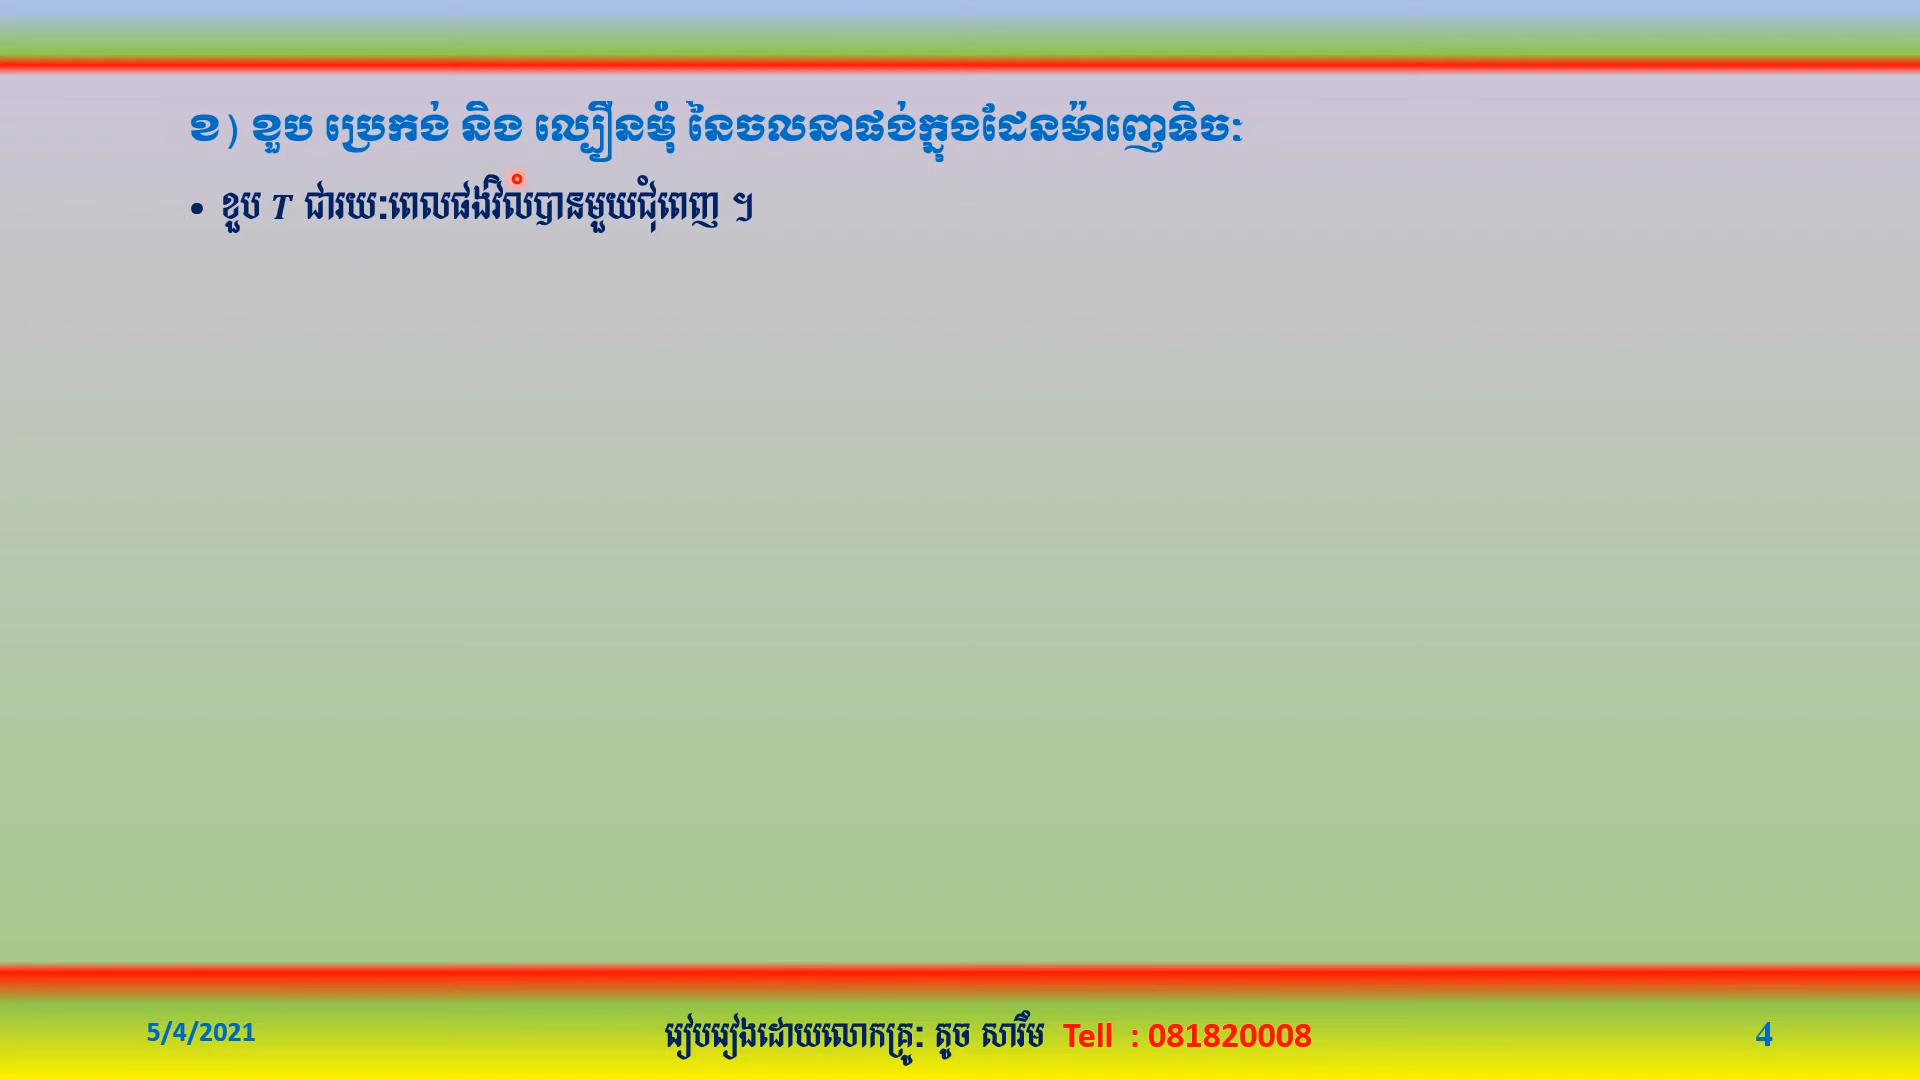 ខ) ខួប ប្រេកង់ និង ល្បឿនមុំ នៃចលនាផង់ក្នុងដែនម៉ាញេទិច:
• ខួប T ជារយៈពេលផង់វិលបានមួយជុំពេញ ។
5/4/2021
រៀបរៀងដោយលោកគ្រូ: តូច សារឹម Tell : 081820008
4